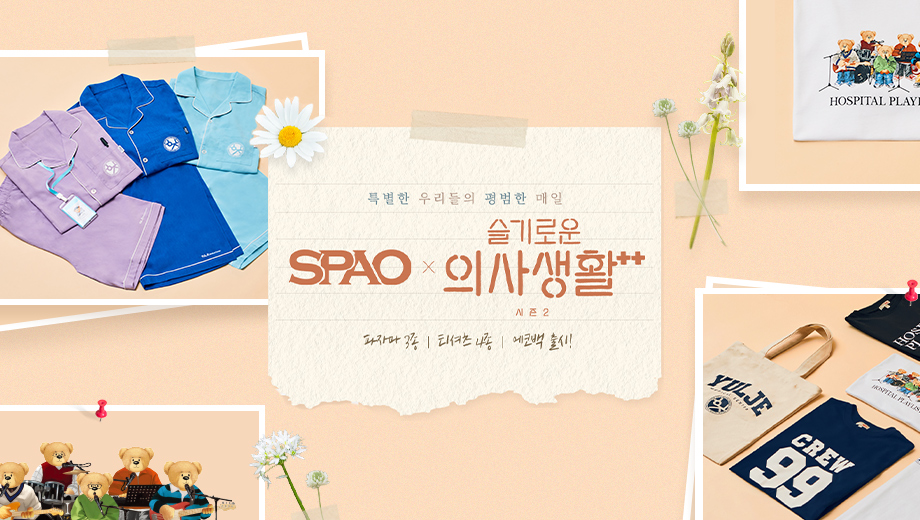 특별한 우리들의 평범한 매일
SPAO × 슬기로운
의사생활++
시즌 2
파자마 3종 | 티셔츠 4종 | 에코백 출시!
HOSPITAL
YULJE
CREW
99
HOSPITAL